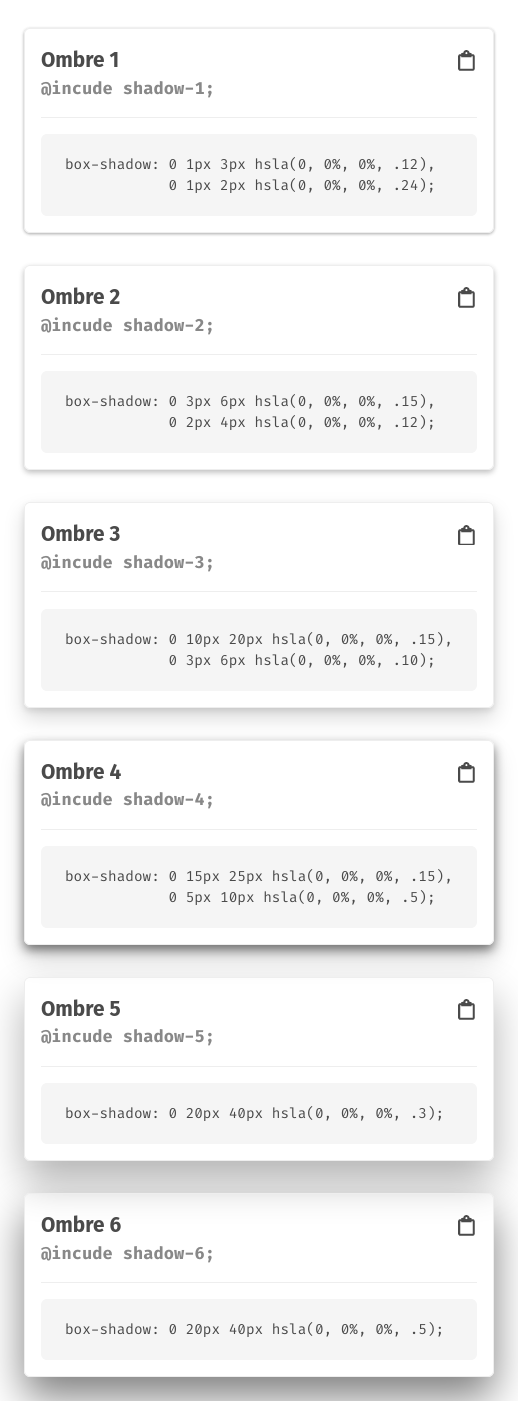 Ombre 1
@incude shadow-1;
box-shadow: 0 1px 3px hsla(0, 0%, 0%, .12),
0 1px 2px hsla(0, 0%, 0%, .24);
Ombre 2
@incude shadow-2;
box-shadow: 0 3px 6px hsla(0, 0%, 0%, .15),
0 2px 4px hsla(0, 0%, 0%, .12);
Ombre 3
@incude shadow-3;
box-shadow: 0 10px 20px hsla(0, 0%, 0%, .15),
0 3px 6px hsla(0, 0%, 0%, .10);
Ombre 4
@incude shadow-4;
box-shadow: 0 15px 25px hsla(0, 0%, 0%, .15),
0 5px 10px hsla(0, 0%, 0%, .5);
Ombre 5
@incude shadow-5;
box-shadow: 0 20px 40px hsla(0, 0%, 0%, .3);
Ombre 6
@incude shadow-6;
box-shadow: 0 20px 40px hsla(0, 0%, 0%, .5);